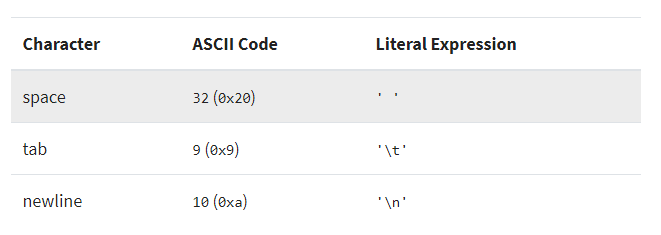 Character ASCII Code Literal Expression
space 32 (0x20) ' '
tab 9 (0x9) '\t'
newline 10 (0xa) '\n'